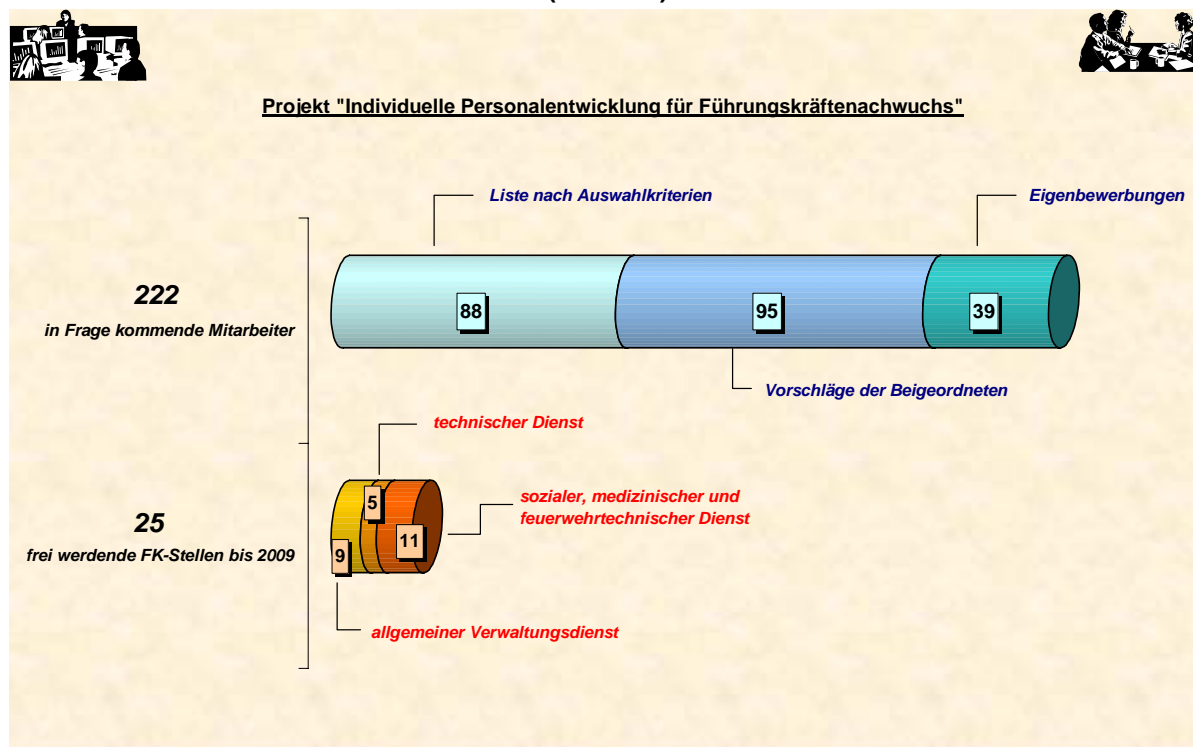 Projekt "Individuelle Personalentwicklung für Führungskräftenachwuchs"
Liste nach Auswahlkriterien
Eigenbewerbungen
222
in Frage kommende Mitarbeiter
88
95
39
Vorschläge der Beigeordneten
technischer Dienst
25
frei werdende FK-Stellen bis 2009
5
9
11
sozialer, medizinischer und
feuerwehrtechnischer Dienst
allgemeiner Verwaltungsdienst